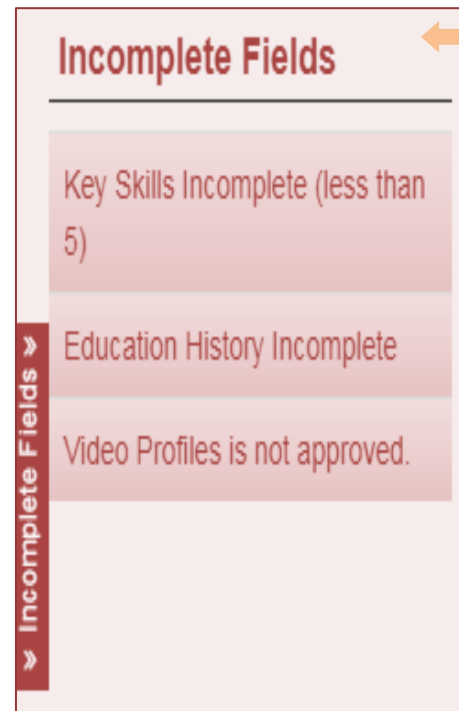 Incomplete Fields
Key Skills Incomplete (less than
5)
Education History Incomplete
Video Profiles is not approved.
» Incomplete Fields »